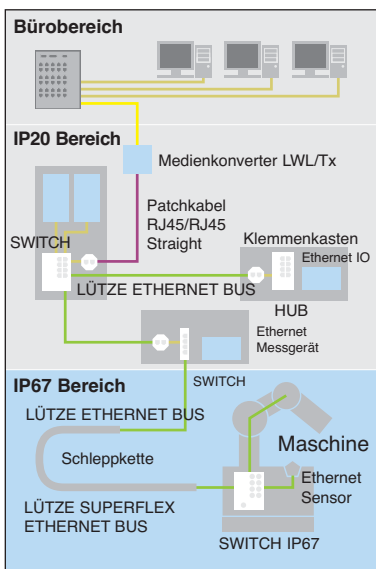 Bürobereich
IP20 Bereich
Medienkonverter LWL/Tx
Patchkabel
RJ45/RJ45
Straight
SWITCH
Klemmenkasten
Ethernet IO
LÜTZE ETHERNET BUS
HUB
Ethernet
Messgerät
SWITCH
IP67 Bereich
LÜTZE ETHERNET BUS
Schleppkette
Maschine
Ethernet
Sensor
LÜTZE SUPERFLEX
ETHERNET BUS
SWITCH IP67